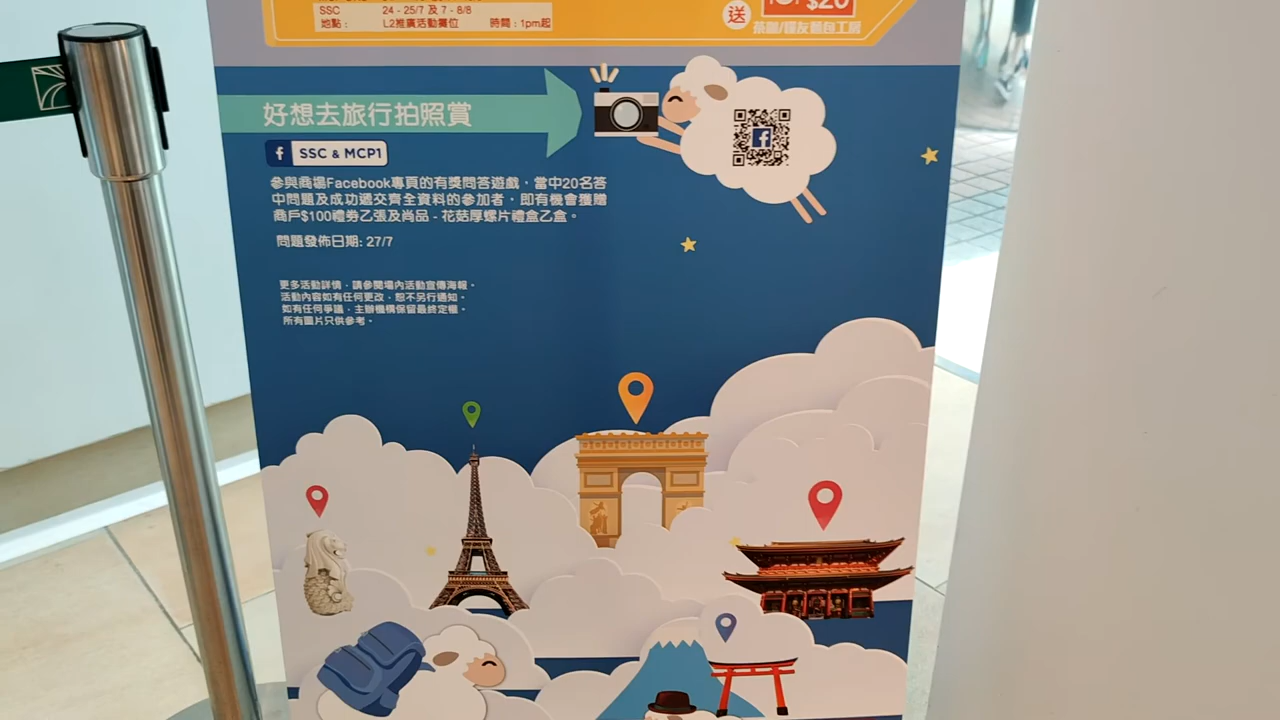 $20
SSC 24 - 25/7 及 7 - 8/8
地點： L2推廣活動攤位 時間：1pm起
送
好想去旅行拍照賞
f SSC & MCP1
參與商場Facebook專頁的有獎問答遊戲，當中20名答
中問題及成功遞交齊全資料的參加者，即有機會獲贈
商戶$100禮券乙張及尚品 - 花菇厚螺片禮盒乙盒。
問題發佈日期: 27/7
更多活動詳情，請參閱場內活動宣傳海報。
活動內容如有任何更改，恕不另行通知。
如有任何爭議，主辦機構保留最終定權。
所有圖片只供參考。